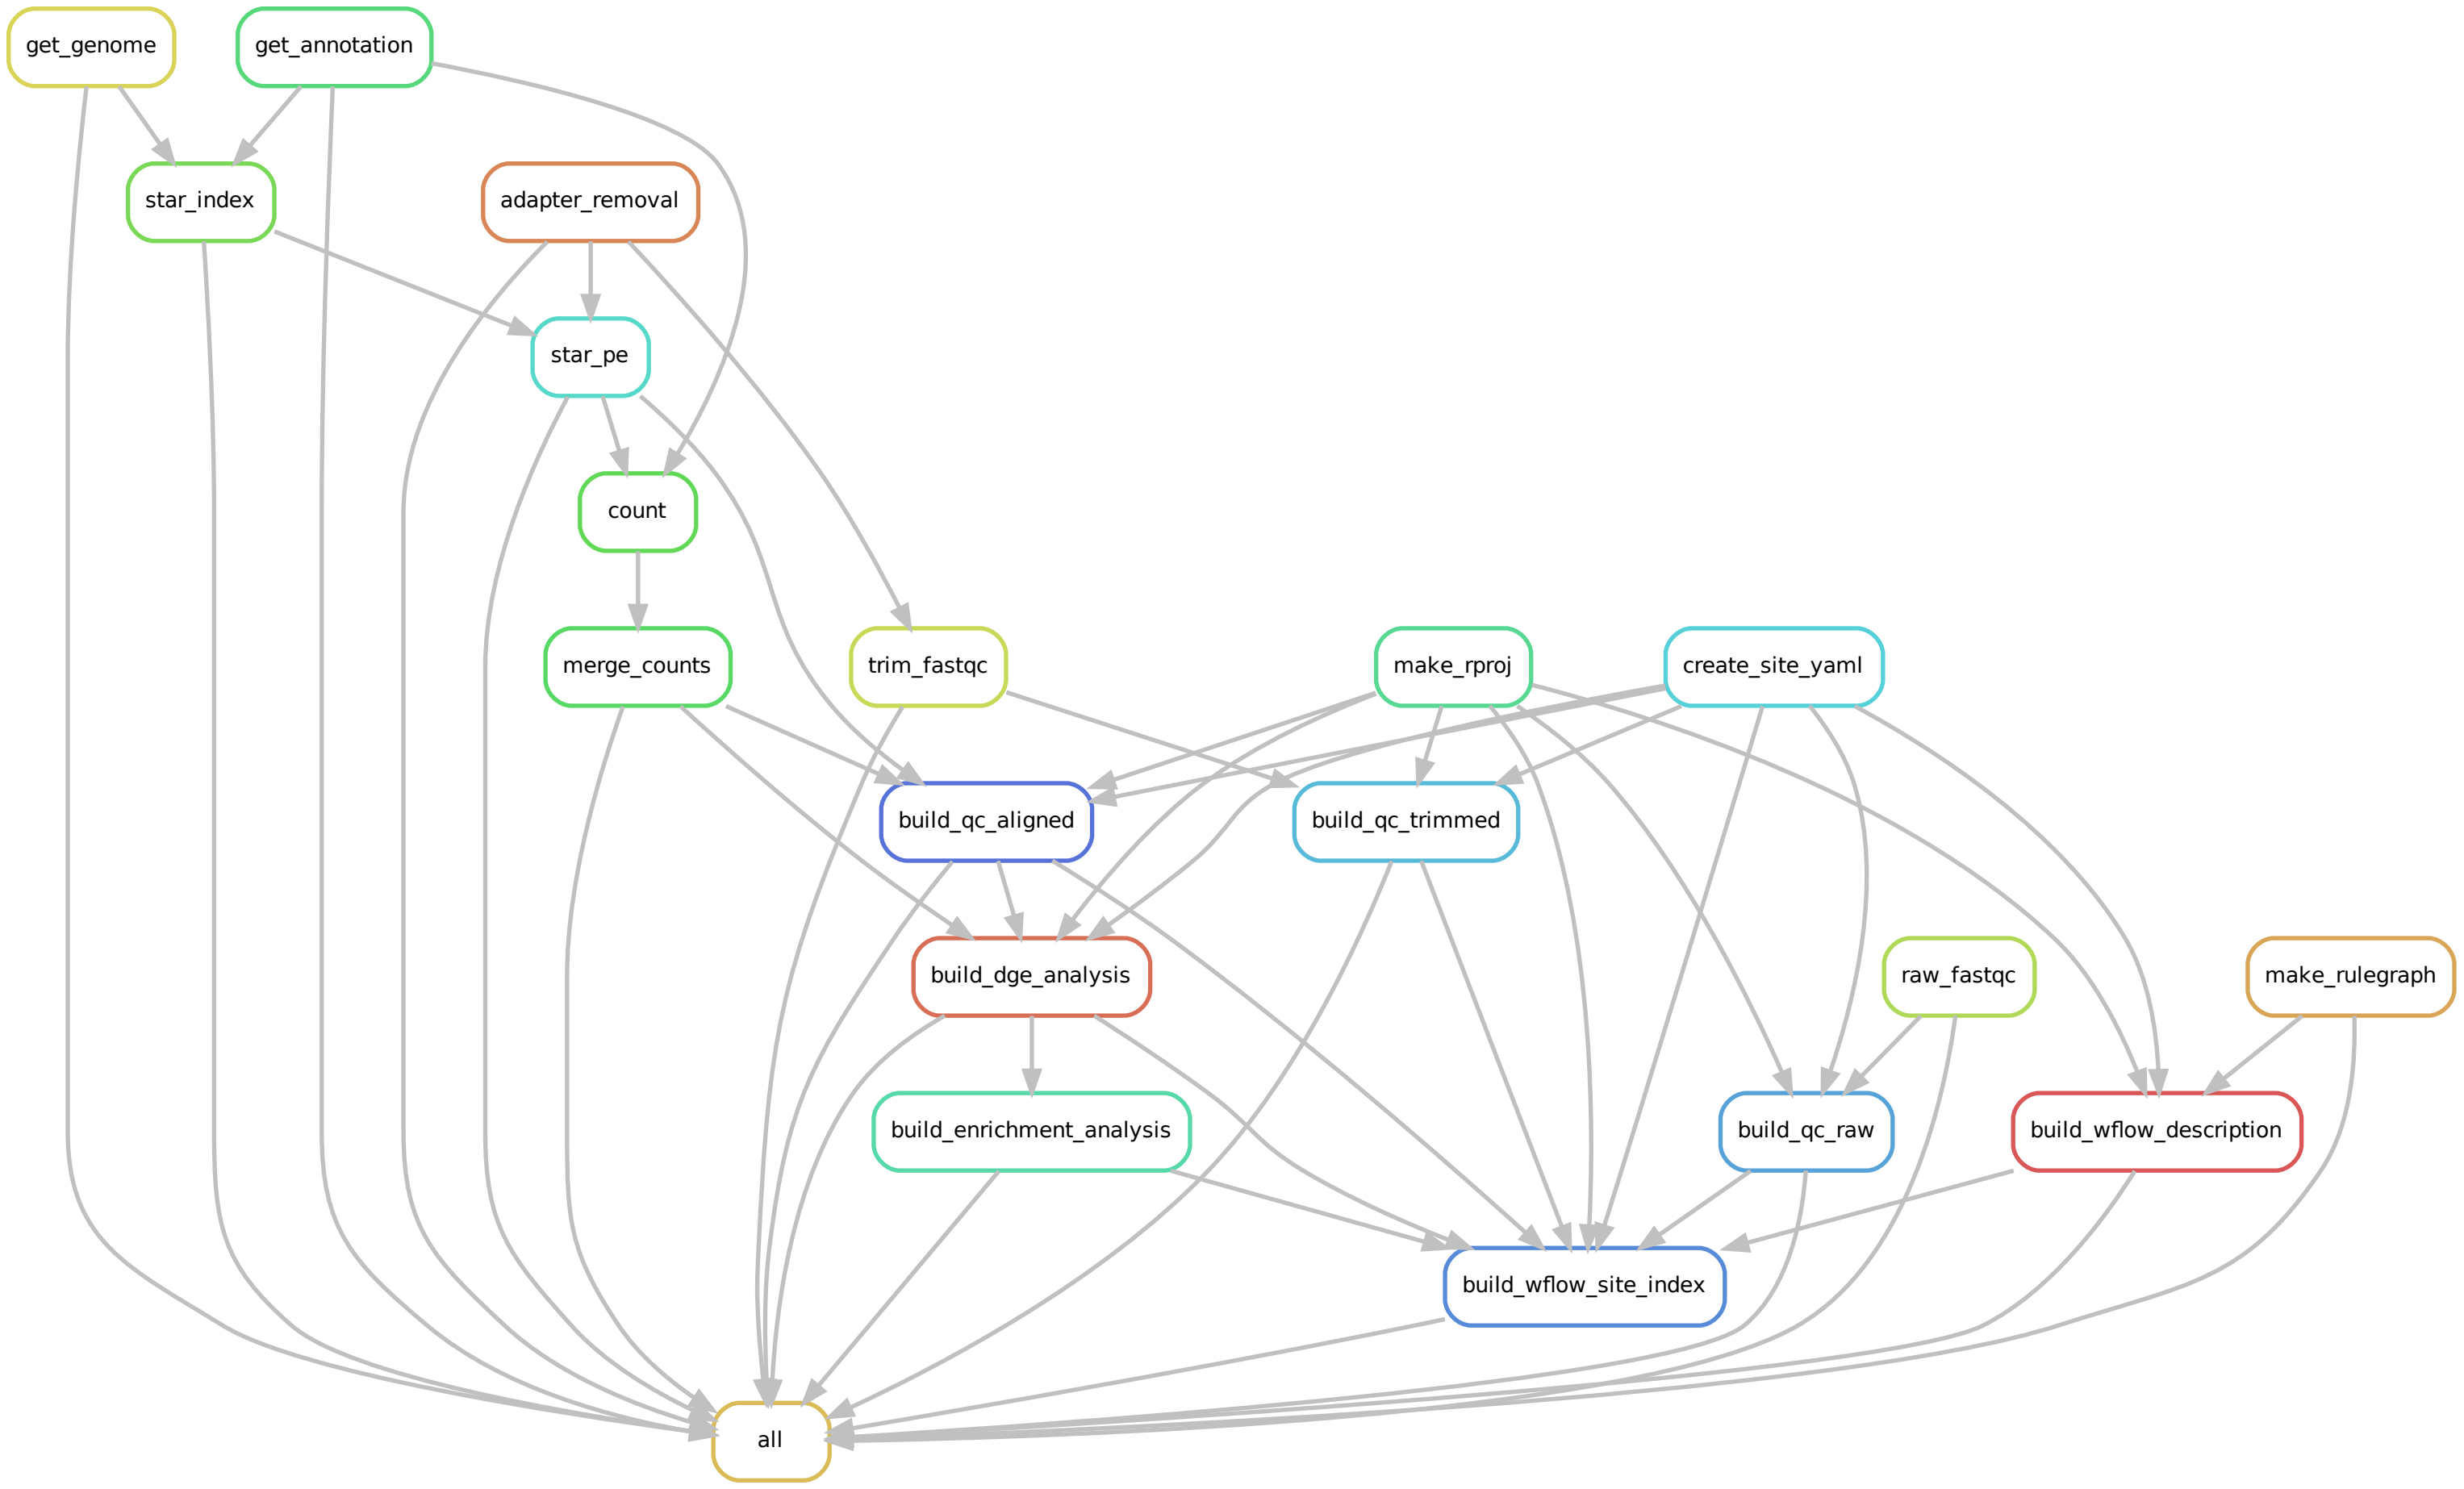 get_genome
get_annotation
star_index
adapter_removal
star_pe
count
merge_counts
trim_fastqc
make_rproj
create_site_yaml
build_qc_aligned
build_qc_trimmed
build_dge_analysis
raw_fastqc
make_rulegraph
build_enrichment_analysis
build_qc_raw
build_wflow_description
build_wflow_site_index
all